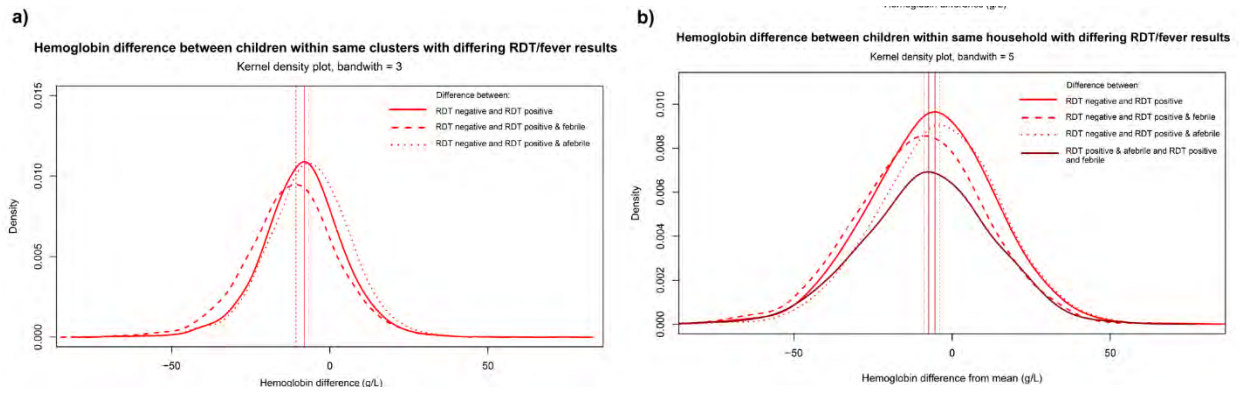 a)
Hemoglobin difference between children within same clusters with differing RDT/fever results
Kernel density plot, bandwith = 3
Difference between:
RDT negative and RDT positive
RDT negative and RDT positive & febrile
RDT negative and RDT positive & afebrile
Density
0.015
0.010
0.005
0.000
−50
0
50
Hemoglobin difference (g/L)
b)
Hemoglobin difference between children within same household with differing RDT/fever results
Kernel density plot, bandwith = 5
Difference between:
RDT negative and RDT positive
RDT negative and RDT positive & febrile
RDT negative and RDT positive & afebrile
RDT positive & afebrile and RDT positive
and febrile
Density
0.010
0.008
0.006
0.004
0.002
0.000
−50
0
50
Hemoglobin difference from mean (g/L)